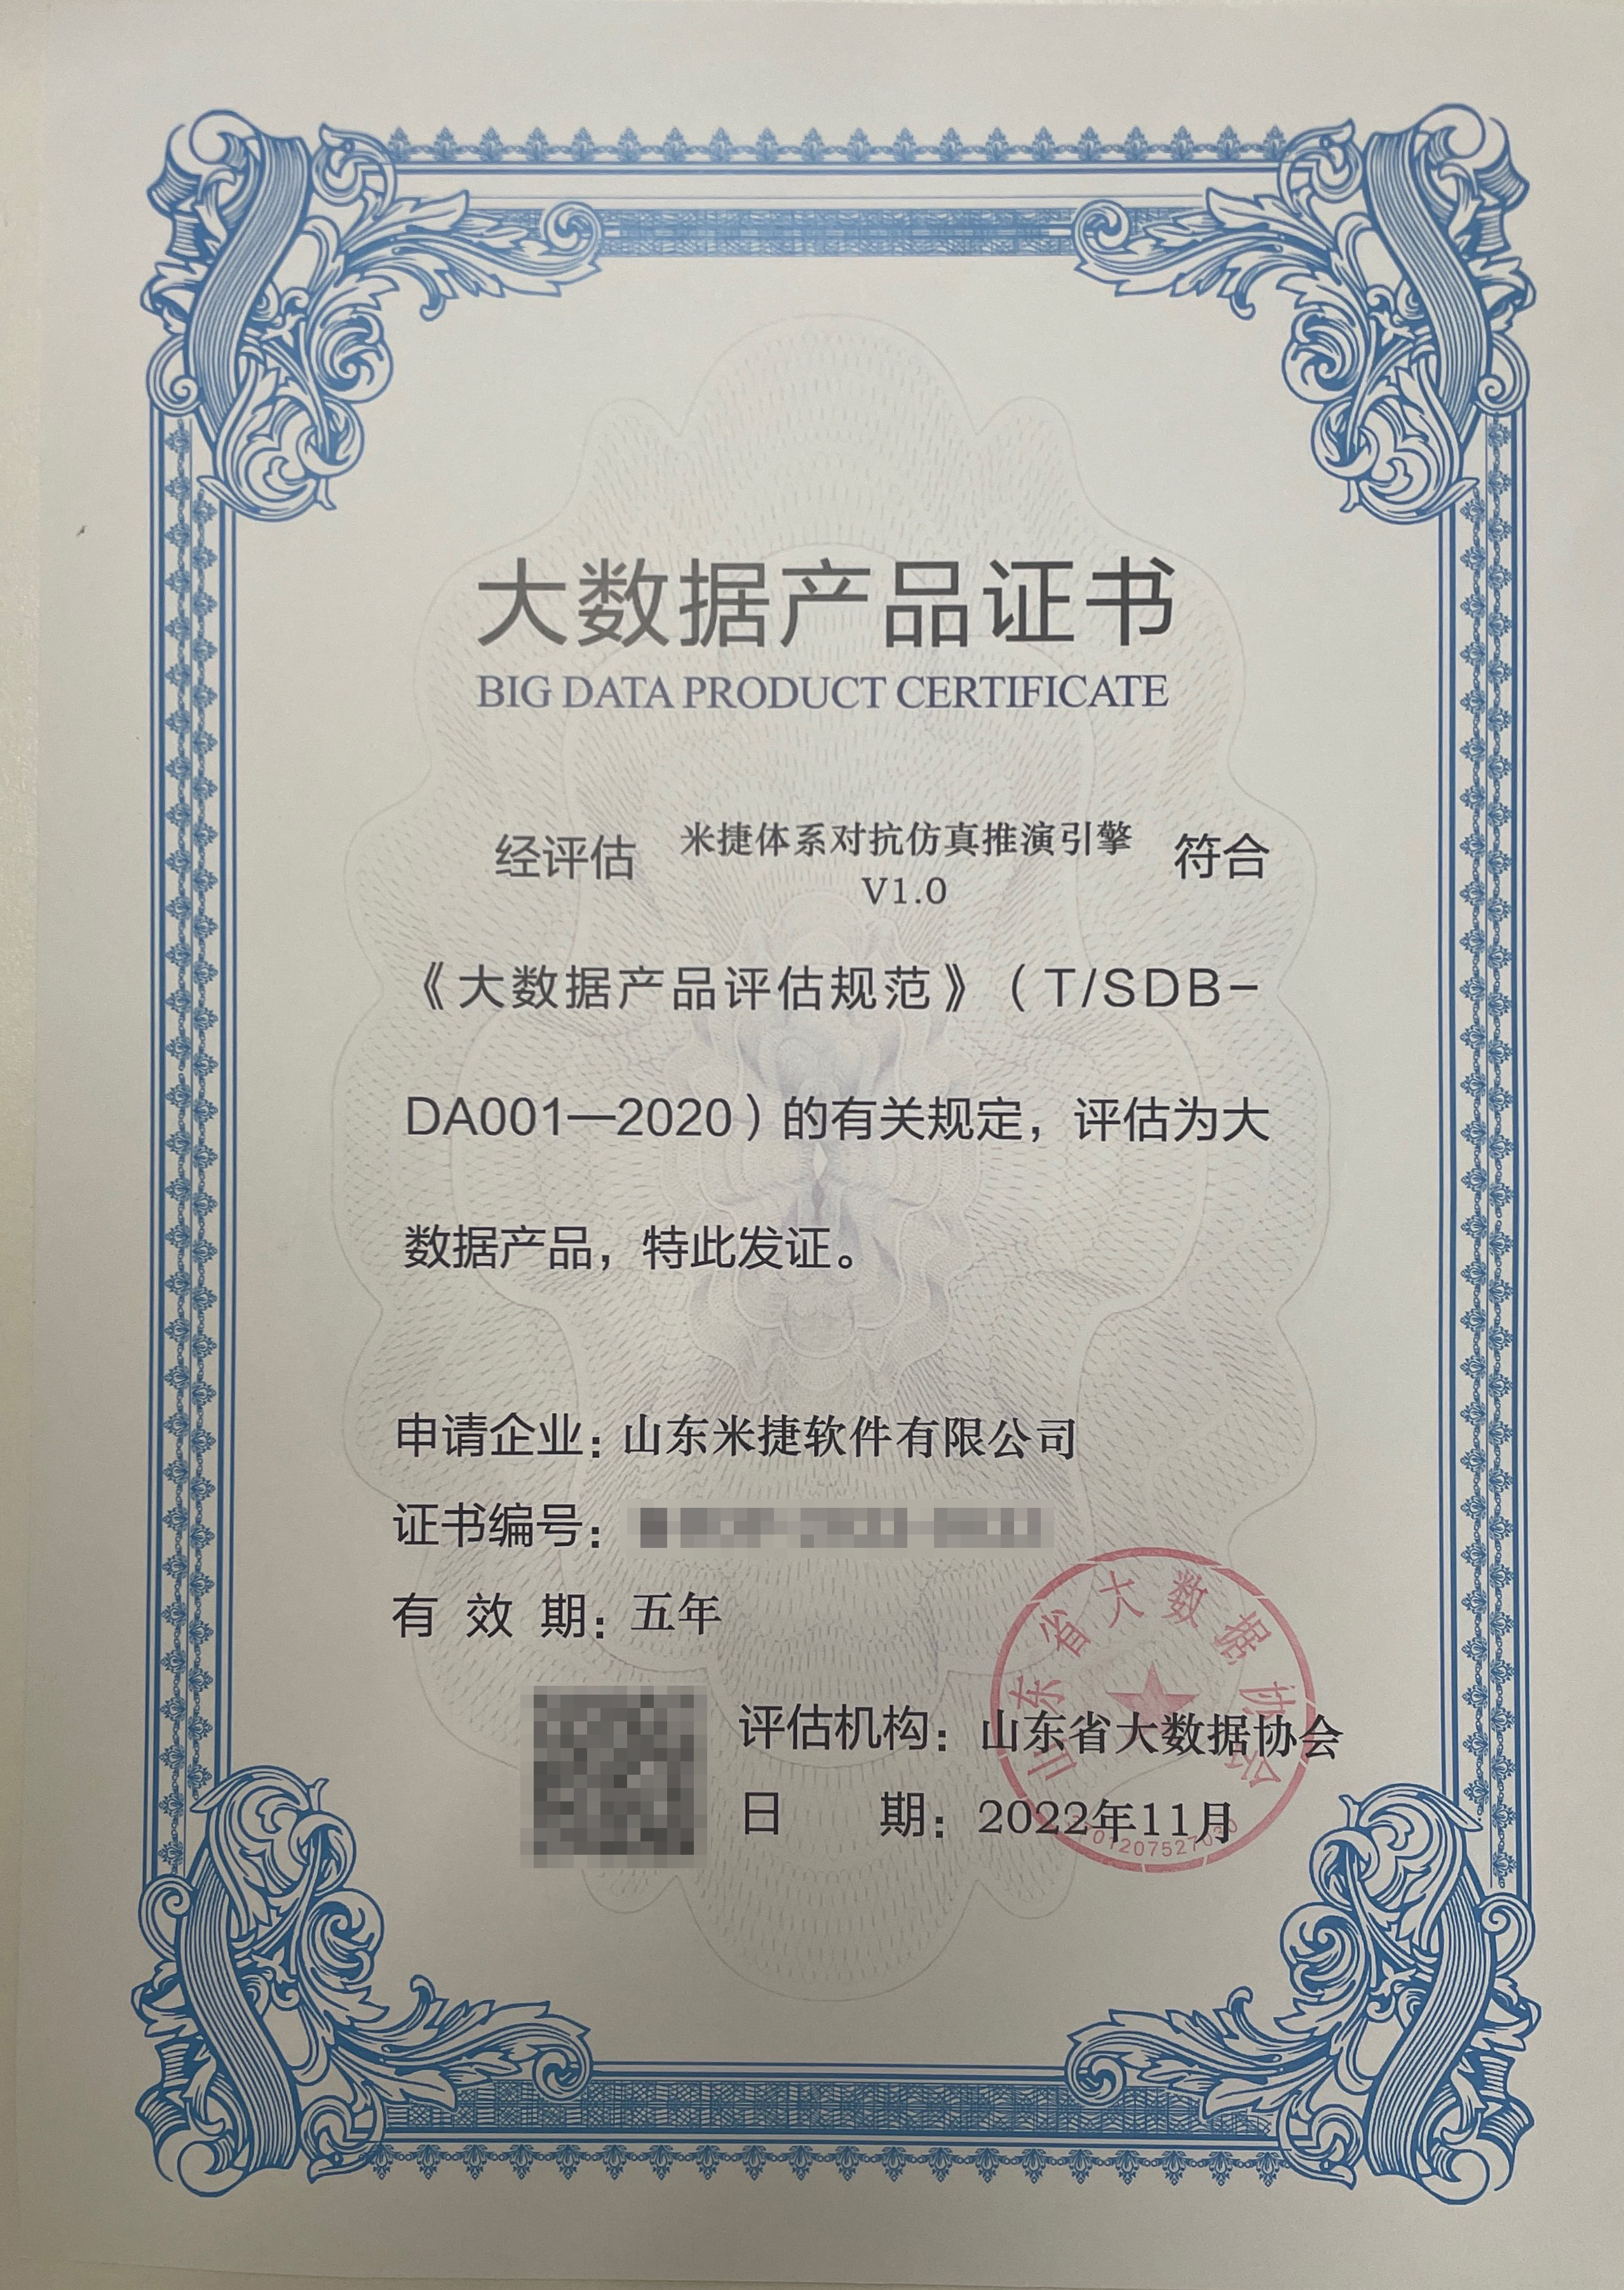 大数据产品证书
BIG DATA PRODUCT CERTIFICATE
经评估 米捷体系对抗仿真推演引擎 符合
V1.0
《大数据产品评估规范》（T/SDB-
DA001—2020）的有关规定，评估为大
数据产品，特此发证。
申请企业：山东米捷软件有限公司
证书编号：
有效期：五年
评估机构：山东省大数据协会
日期：2022年11月
山东省大数据协会